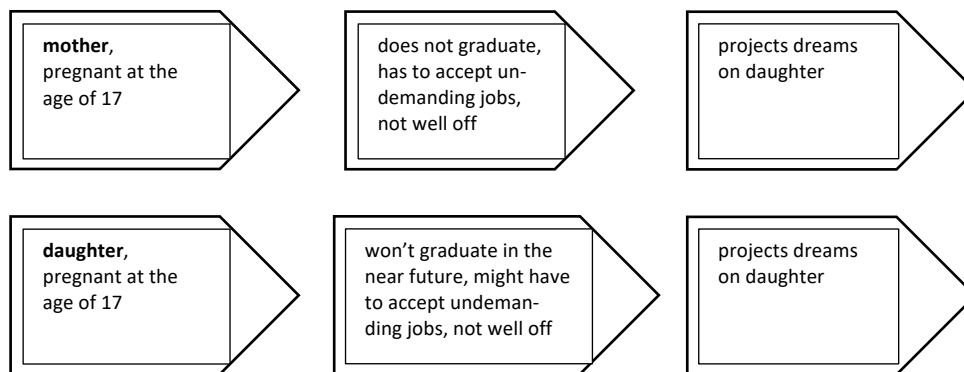 mother,
pregnant at the
age of 17
does not graduate,
has to accept un-
demanding jobs,
not well off
projects dreams
on daughter
daughter,
pregnant at the
age of 17
won’t graduate in the
near future, might have
to accept undeman-
ding jobs, not well off
projects dreams
on daughter